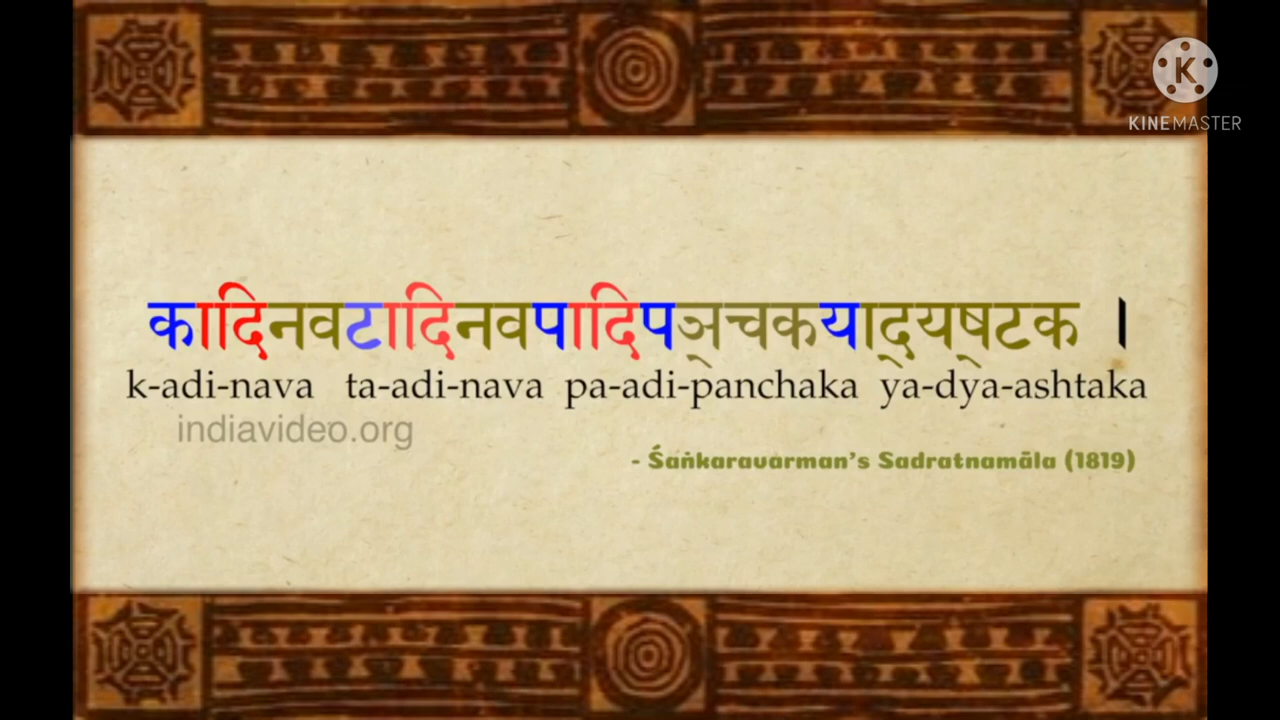 KINEMASTER
कादिनवटादिनवपादिपञ्चकयाद्यष्टक ।
k-adi-nava ta-adi-nava pa-adi-panchaka ya-dya-ashtaka
indiavideo.org
- Śaṅkaravarman's Sadratnamāla (1819)